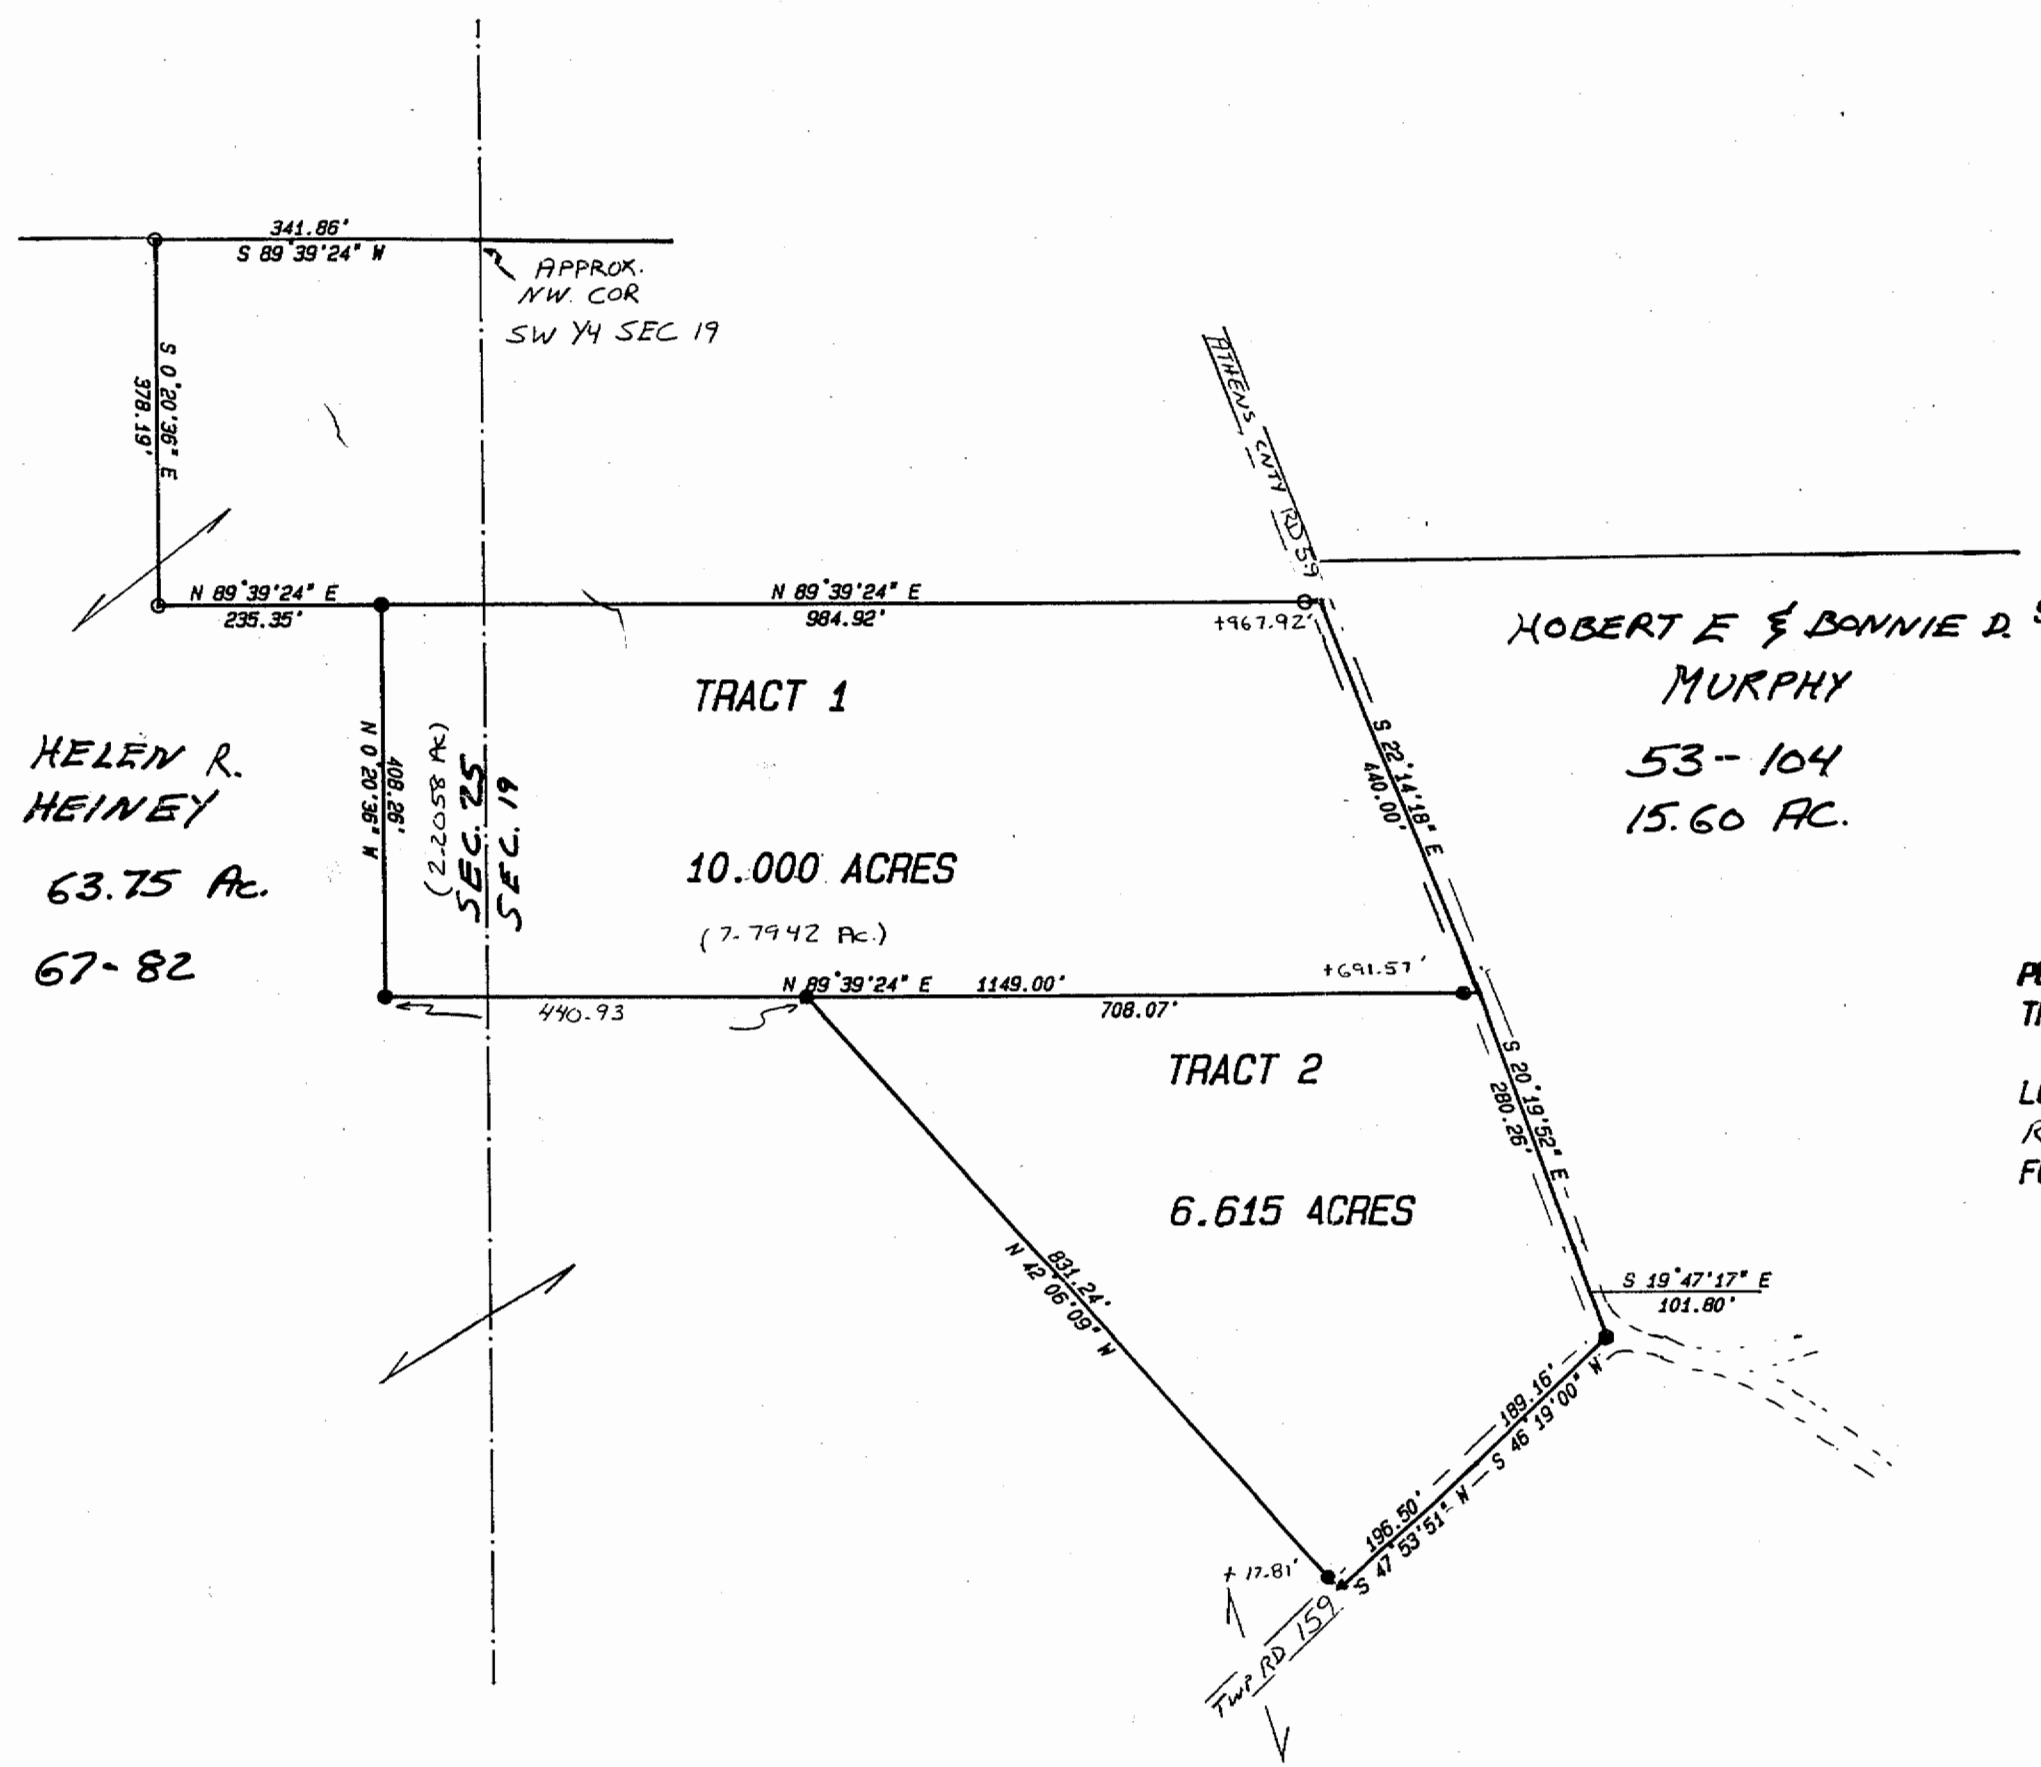 341.86'
S 89°39'24" W
APPROX.
NW. COR
SW 1/4 SEC 19
S 0°20'36" E
378.19'
ATHENS CNTY RD 59
N 89°39'24" E
235.35'
N 89°39'24" E
984.92'
+967.92'
HOBERT E & BONNIE D.
MURPHY
53-104
15.60 AC.
TRACT 1
S 22°14'18" E
440.00'
HELEN R.
HEINEY
63.75 Ac.
67-82
408.26'
N 0°20'36" W
(2.2058 Ac)
SEC. 25
SEC. 19
10.000 ACRES
(7.7942 Ac.)
+691.57'
N 89°39'24" E 1149.00'
440.93
708.07'
TRACT 2
S 20°19'52" E
280.26'
6.615 ACRES
831.24'
N 42°06'09" W
S 19°47'17" E
101.80'
189.16'
S 46°19'00" W
196.50'
S 47°53'51" W
+ 17.81'
TWP RD 159